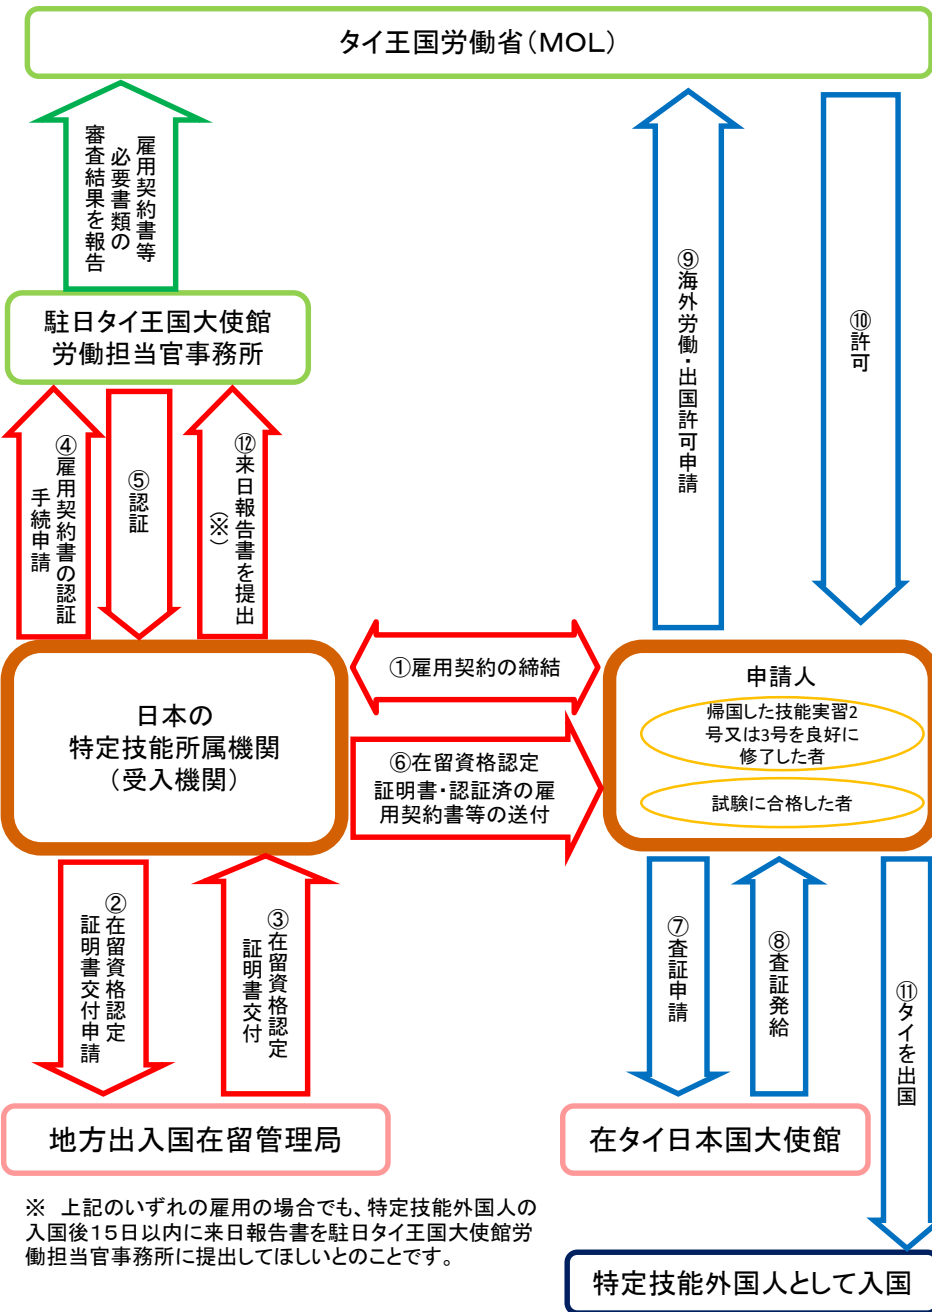 タイ王国労働省(MOL)
雇用契約書等
必要書類の
審査結果を報告
駐日タイ王国大使館
労働担当官事務所
⑨海外労働・出国許可申請
⑩許可
④雇用契約書の認証
手続申請
⑤認証
⑫来日報告書を提出
(※)
①雇用契約の締結
日本の
特定技能所属機関
(受入機関)
申請人
帰国した技能実習2
号又は3号を良好に
修了した者
試験に合格した者
⑥在留資格認定
証明書・認証済の雇
用契約書等の送付
②在留資格認定
証明書交付申請
③在留資格認定
証明書交付
⑦査証申請
⑧査証発給
⑪タイを出国
地方出入国在留管理局
在タイ日本国大使館
※ 上記のいずれの雇用の場合でも、特定技能外国人の
入国後15日以内に来日報告書を駐日タイ王国大使館労
働担当官事務所に提出してほしいとのことです。
特定技能外国人として入国